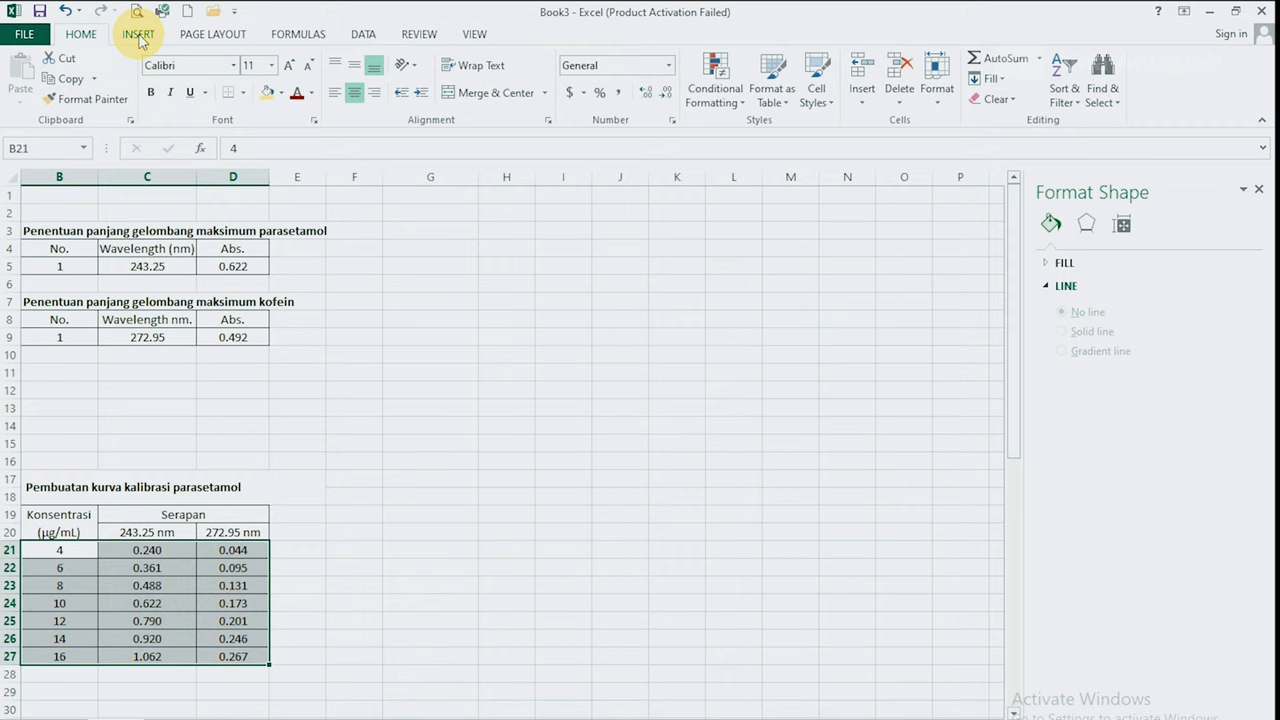 Book3 - Excel (Product Activation Failed)
?
FILE HOME INSERT PAGE LAYOUT FORMULAS DATA REVIEW VIEW Sign in
Paste
Cut
Copy
Format Painter
Clipboard
Calibri 11
B I U
Font
Wrap Text
Merge & Center
Alignment
General
$ % ,
Number
Conditional Formatting
Format as Table
Cell Styles
Styles
Insert Delete Format
Cells
AutoSum
Fill
Clear
Sort & Filter
Find & Select
Editing
B21 fx 4
B C D E F G H I J K L M N O P
1
2
3 Penentuan panjang gelombang maksimum parasetamol
4 No. Wavelength (nm) Abs.
5 1 243.25 0.622
6
7 Penentuan panjang gelombang maksimum kofein
8 No. Wavelength nm. Abs.
9 1 272.95 0.492
10
11
12
13
14
15
16
17
Pembuatan kurva kalibrasi parasetamol
18
19 Konsentrasi Serapan
20 (µg/mL) 243.25 nm 272.95 nm
21 4 0.240 0.044
22 6 0.361 0.095
23 8 0.488 0.131
24 10 0.622 0.173
25 12 0.790 0.201
26 14 0.920 0.246
27 16 1.062 0.267
28
29
30
Format Shape
FILL
LINE
No line
Solid line
Gradient line
Activate Windows
Go to Settings to activate Windows